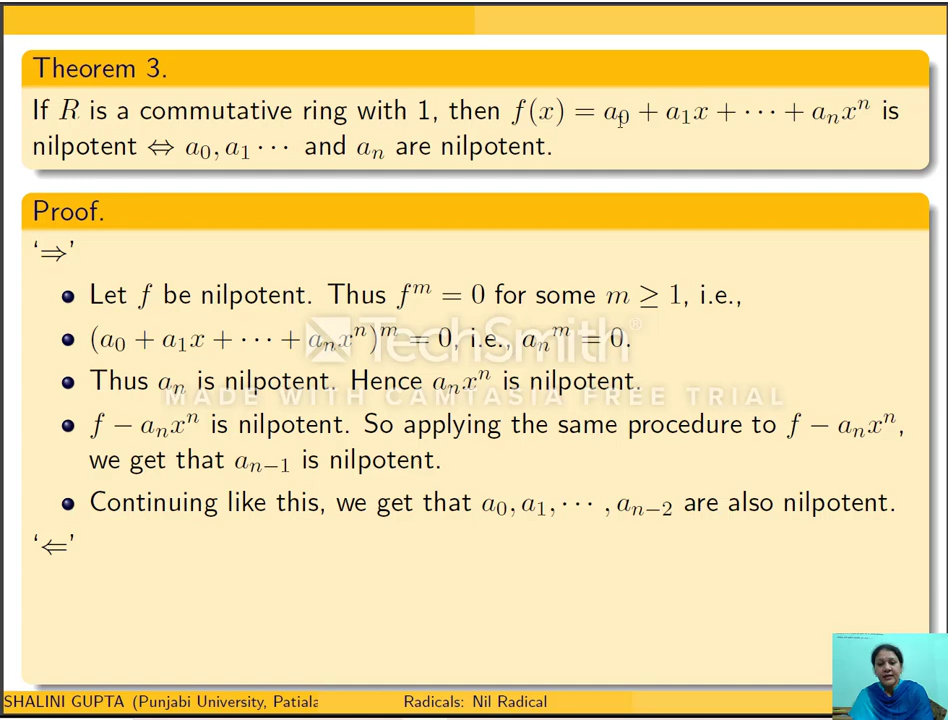 Theorem 3.
If R is a commutative ring with 1, then f(x) = a₀ + a₁x + ··· + aₙxⁿ is
nilpotent ⇔ a₀, a₁ ··· and aₙ are nilpotent.
Proof.
‘⇒’
Let f be nilpotent. Thus fᵐ = 0 for some m ≥ 1, i.e.,
(a₀ + a₁x + ··· + aₙxⁿ)ᵐ = 0, i.e., aₙᵐ = 0.
TechSmith®
Thus aₙ is nilpotent. Hence aₙxⁿ is nilpotent.
MADE WITH CAMTASIA FREE TRIAL
f − aₙxⁿ is nilpotent. So applying the same procedure to f − aₙxⁿ,
we get that aₙ₋₁ is nilpotent.
Continuing like this, we get that a₀, a₁, ··· , aₙ₋₂ are also nilpotent.
‘⇐’
SHALINI GUPTA (Punjabi University, Patiala Radicals: Nil Radical